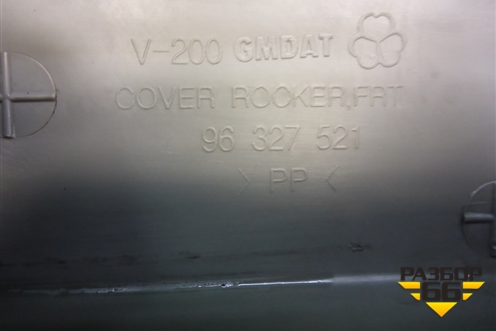 V-200 GMDAT
COVER ROCKER,FRT
96 327 521
>PP<
РАЗБОР
66